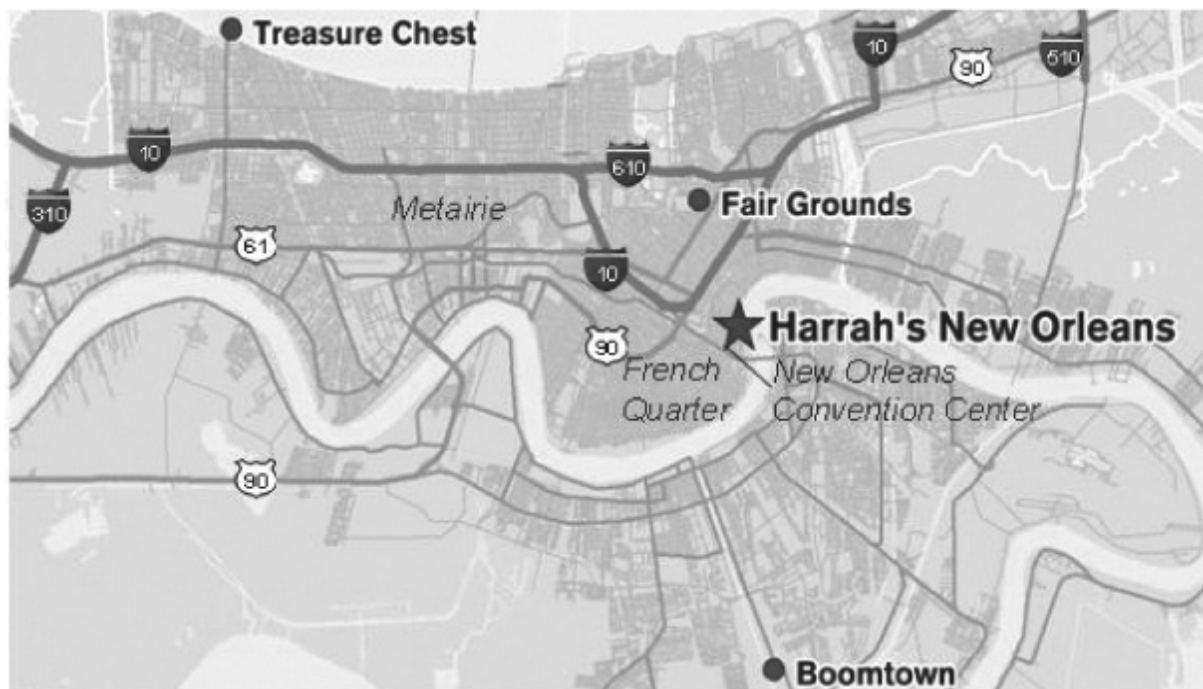 Treasure Chest
10
90
510
10
610
310
Metairie
Fair Grounds
61
10
Harrah's New Orleans
90
French
Quarter
New Orleans
Convention Center
90
Boomtown